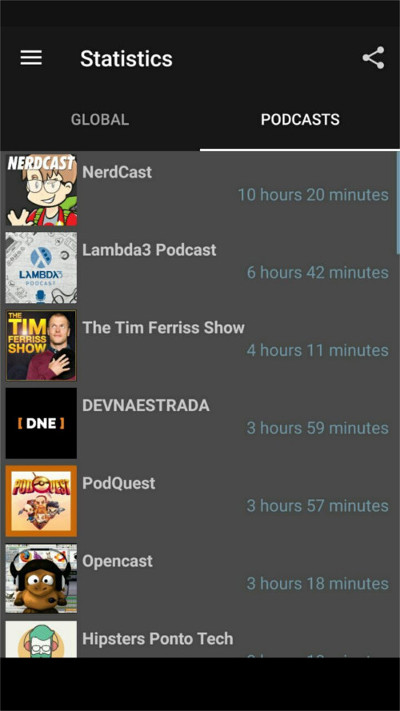 Statistics
GLOBAL
PODCASTS
NERDCAST
NerdCast
10 hours 20 minutes
LAMBDA3
PODCAST
Lambda3 Podcast
6 hours 42 minutes
THE
TIM
FERRISS
SHOW
The Tim Ferriss Show
4 hours 11 minutes
[ DNE ]
DEVNAESTRADA
3 hours 59 minutes
PODQUEST
PodQuest
3 hours 57 minutes
Opencast
3 hours 18 minutes
Hipsters Ponto Tech